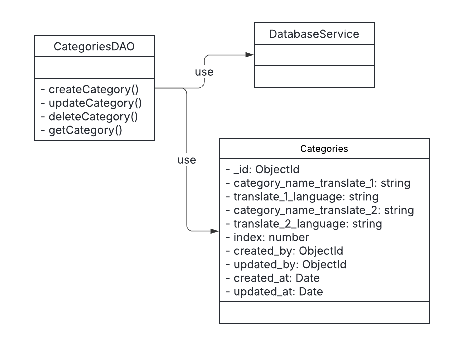 CategoriesDAO
- createCategory()
- updateCategory()
- deleteCategory()
- getCategory()
use
DatabaseService
use
Categories
- _id: ObjectId
- category_name_translate_1: string
- translate_1_language: string
- category_name_translate_2: string
- translate_2_language: string
- index: number
- created_by: ObjectId
- updated_by: ObjectId
- created_at: Date
- updated_at: Date